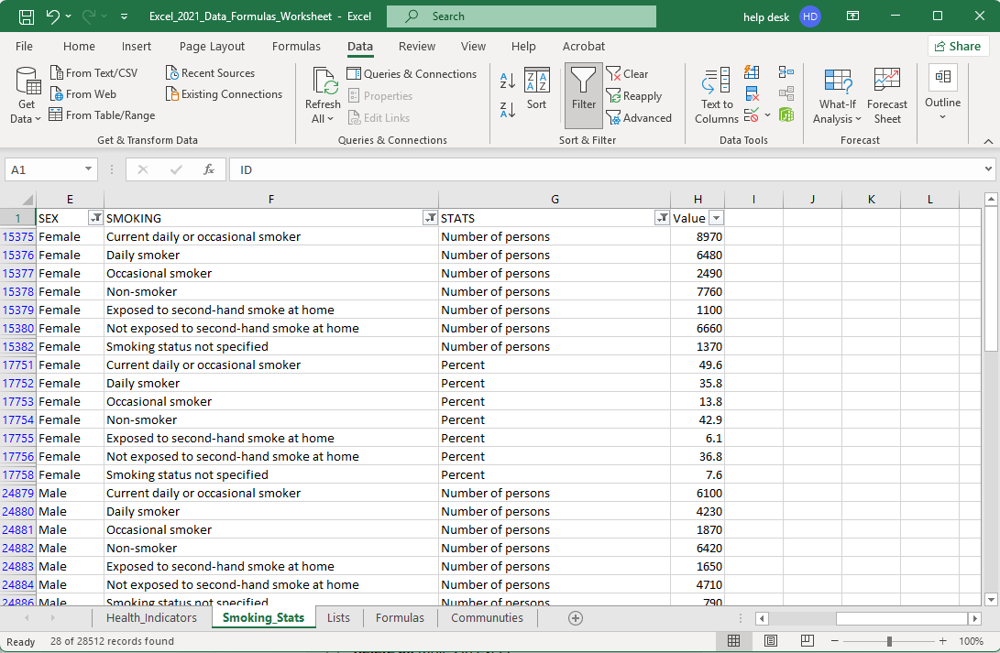 Excel_2021_Data_Formulas_Worksheet - Excel Search help desk HD
File Home Insert Page Layout Formulas Data Review View Help Acrobat Share
Get Data
From Text/CSV
From Web
From Table/Range
Recent Sources
Existing Connections
Get & Transform Data
Refresh All
Queries & Connections
Properties
Edit Links
Queries & Connections
Sort
Filter
Clear
Reapply
Advanced
Sort & Filter
Text to Columns
Data Tools
What-If Analysis
Forecast Sheet
Forecast
Outline
A1 fx ID
E F G H I J K L
1 SEX SMOKING STATS Value
15375 Female Current daily or occasional smoker Number of persons 8970
15376 Female Daily smoker Number of persons 6480
15377 Female Occasional smoker Number of persons 2490
15378 Female Non-smoker Number of persons 7760
15379 Female Exposed to second-hand smoke at home Number of persons 1100
15380 Female Not exposed to second-hand smoke at home Number of persons 6660
15382 Female Smoking status not specified Number of persons 1370
17751 Female Current daily or occasional smoker Percent 49.6
17752 Female Daily smoker Percent 35.8
17753 Female Occasional smoker Percent 13.8
17754 Female Non-smoker Percent 42.9
17755 Female Exposed to second-hand smoke at home Percent 6.1
17756 Female Not exposed to second-hand smoke at home Percent 36.8
17758 Female Smoking status not specified Percent 7.6
24879 Male Current daily or occasional smoker Number of persons 6100
24880 Male Daily smoker Number of persons 4230
24881 Male Occasional smoker Number of persons 1870
24882 Male Non-smoker Number of persons 6420
24883 Male Exposed to second-hand smoke at home Number of persons 1650
24884 Male Not exposed to second-hand smoke at home Number of persons 4710
24886 Male Smoking status not specified Number of persons 790
Health_Indicators Smoking_Stats Lists Formulas Communuties
Ready 28 of 28512 records found 100%